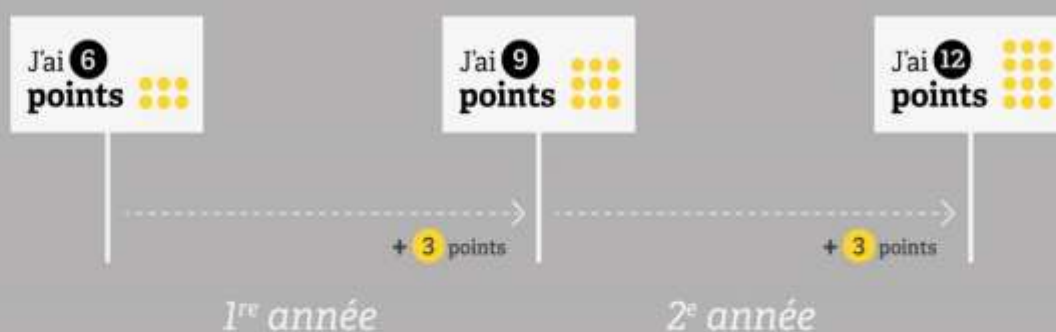 J'ai 6
points
J'ai 9
points
J'ai 12
points
+ 3 points
+ 3 points
1re année
2e année